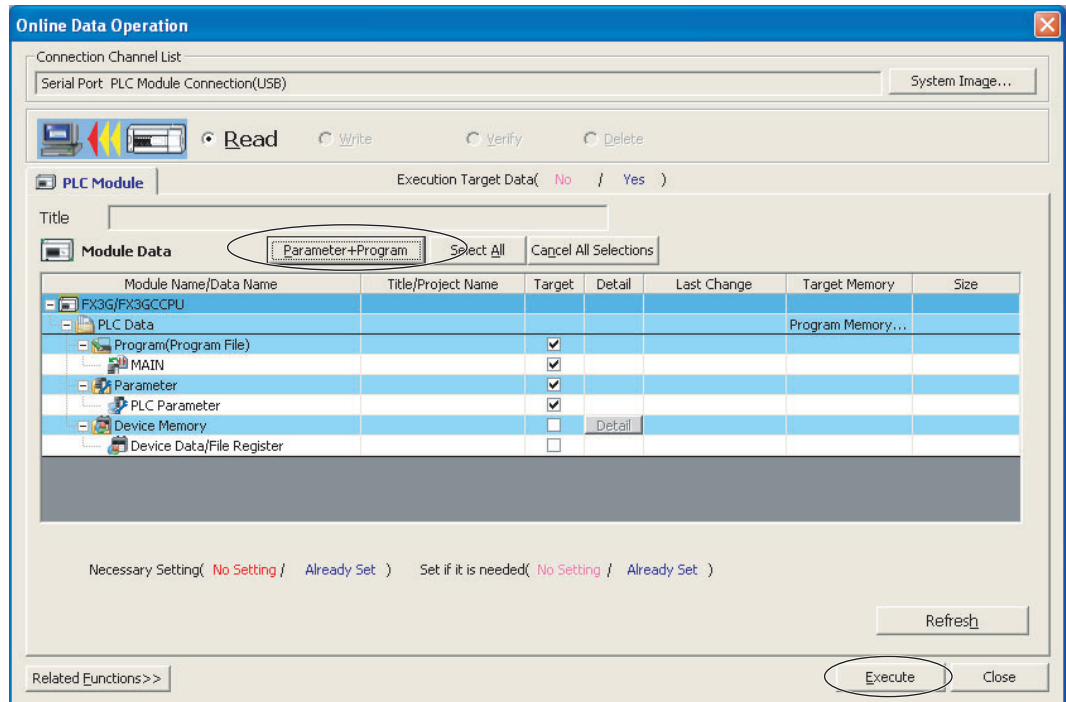 Online Data Operation
Connection Channel List
Serial Port PLC Module Connection(USB)
System Image...
Read
Write
Verify
Delete
PLC Module
Execution Target Data( No / Yes )
Title
Module Data
Parameter+Program
Select All
Cancel All Selections
Module Name/Data Name Title/Project Name Target Detail Last Change Target Memory Size
FX3G/FX3GCCPU
PLC Data Program Memory...
Program(Program File)
MAIN
Parameter
PLC Parameter
Device Memory Detail
Device Data/File Register
Necessary Setting( No Setting / Already Set ) Set if it is needed( No Setting / Already Set )
Refresh
Related Functions>>
Execute
Close